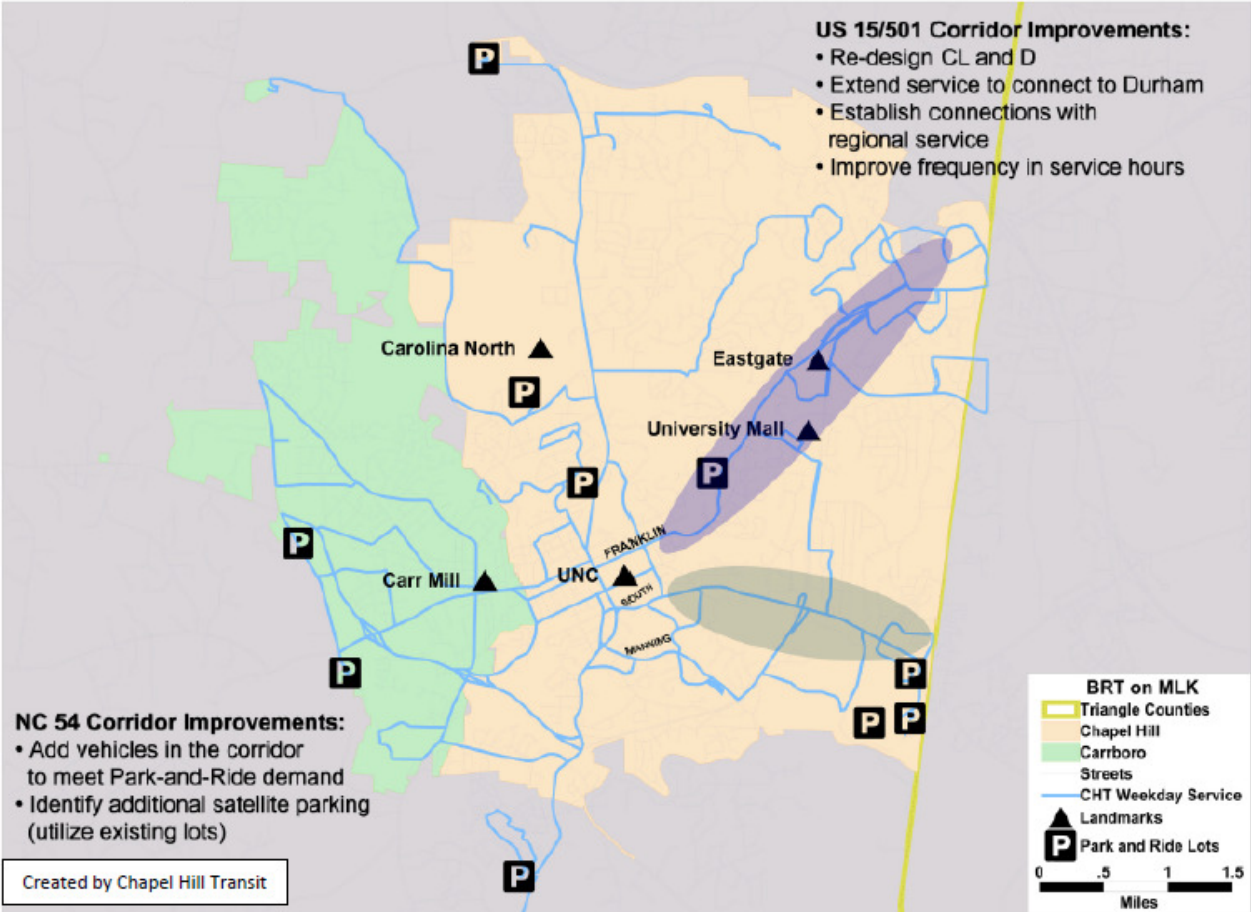 US 15/501 Corridor Improvements:
• Re-design CL and D
• Extend service to connect to Durham
• Establish connections with
regional service
• Improve frequency in service hours
P
Carolina North
P
Eastgate
University Mall
P
P
FRANKLIN
P
Carr Mill
UNC
SOUTH
MANNING
P
P
P
P
NC 54 Corridor Improvements:
• Add vehicles in the corridor
to meet Park-and-Ride demand
• Identify additional satellite parking
(utilize existing lots)
P
Created by Chapel Hill Transit
BRT on MLK
Triangle Counties
Chapel Hill
Carrboro
Streets
CHT Weekday Service
Landmarks
P Park and Ride Lots
0 .5 1 1.5
Miles